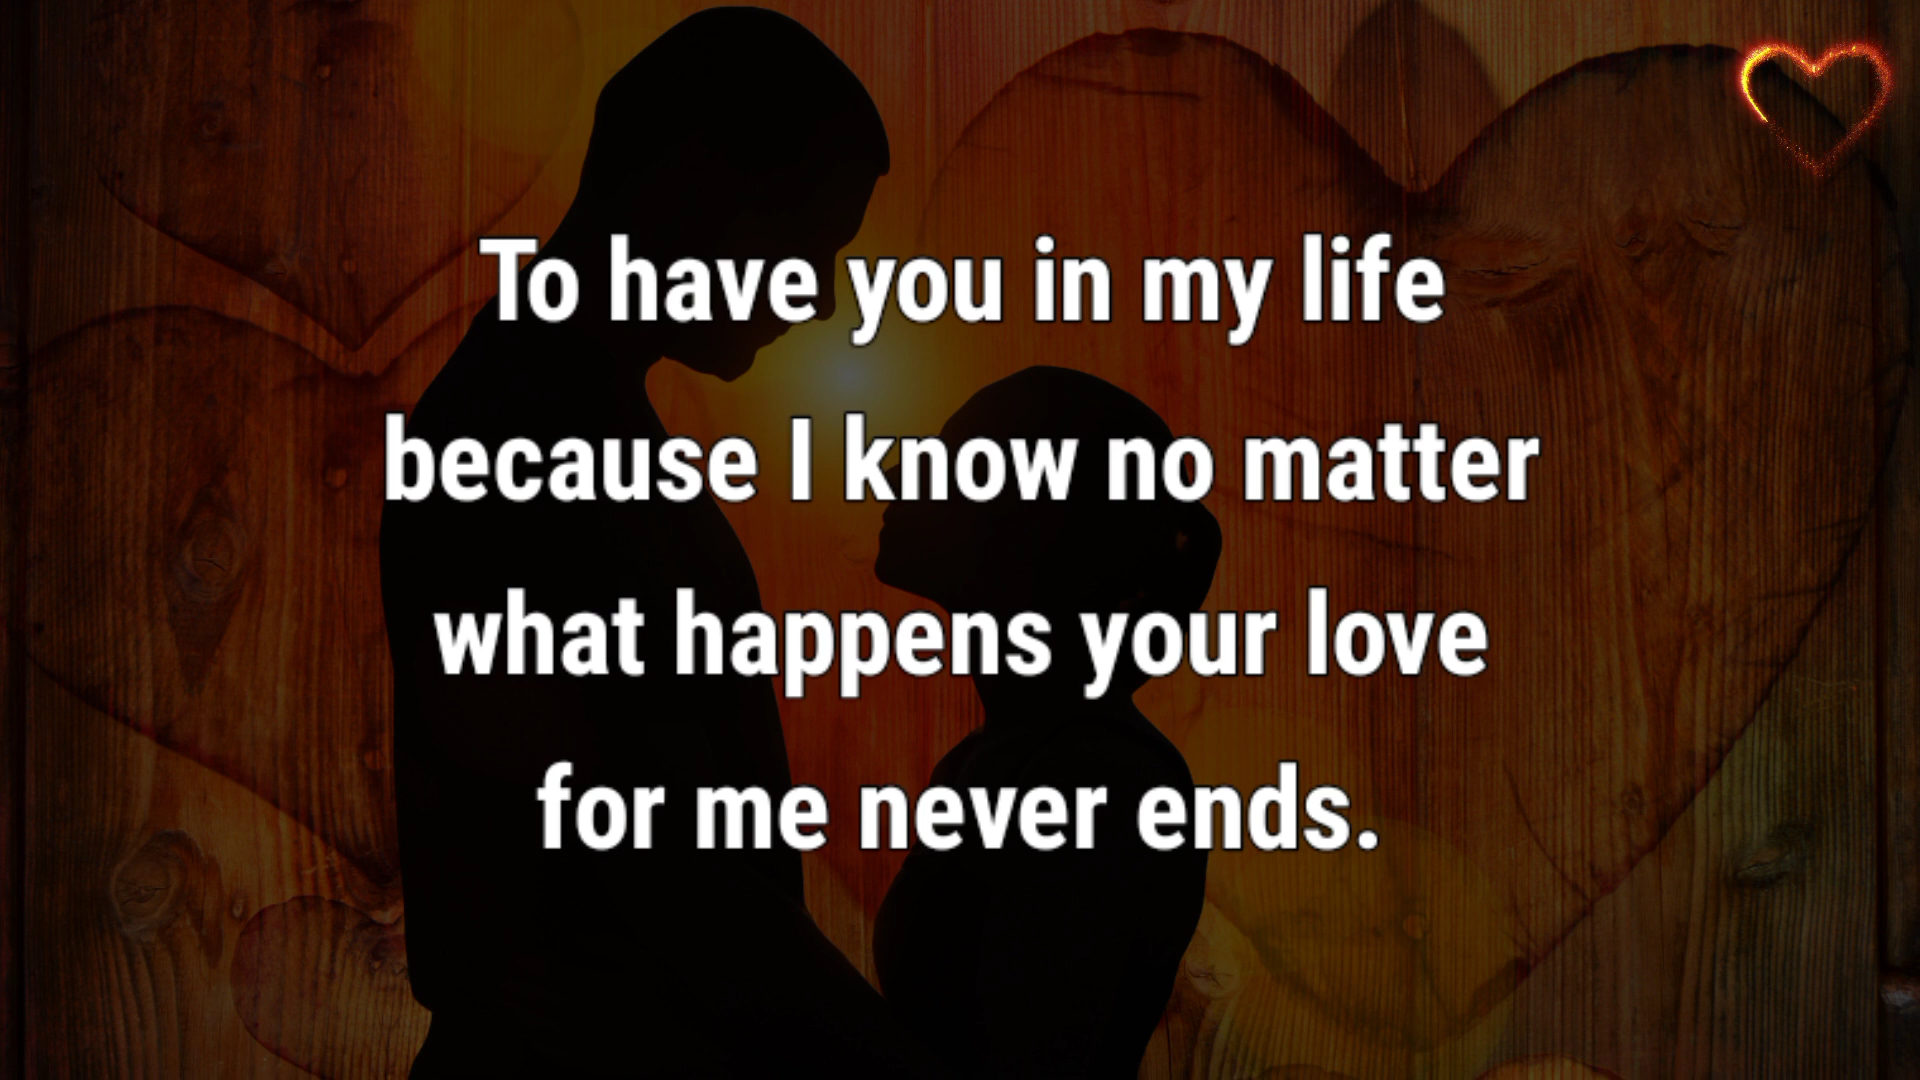 To have you in my life
because I know no matter
what happens your love
for me never ends.